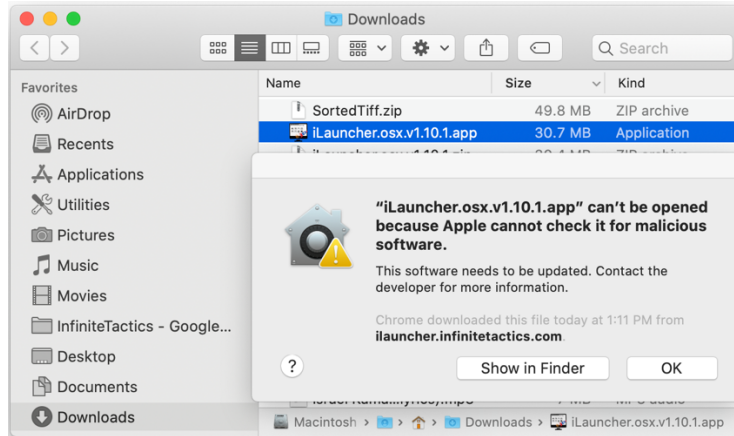 Downloads
Search
Favorites
AirDrop
Recents
Applications
Utilities
Pictures
Music
Movies
InfiniteTactics - Google...
Desktop
Documents
Downloads
Name Size Kind
SortedTiff.zip 49.8 MB ZIP archive
iLauncher.osx.v1.10.1.app 30.7 MB Application
“iLauncher.osx.v1.10.1.app” can’t be opened
because Apple cannot check it for malicious
software.
This software needs to be updated. Contact the
developer for more information.
Chrome downloaded this file today at 1:11 PM from
ilauncher.infinitetactics.com.
?
Show in Finder
OK
Macintosh > > > Downloads > iLauncher.osx.v1.10.1.app